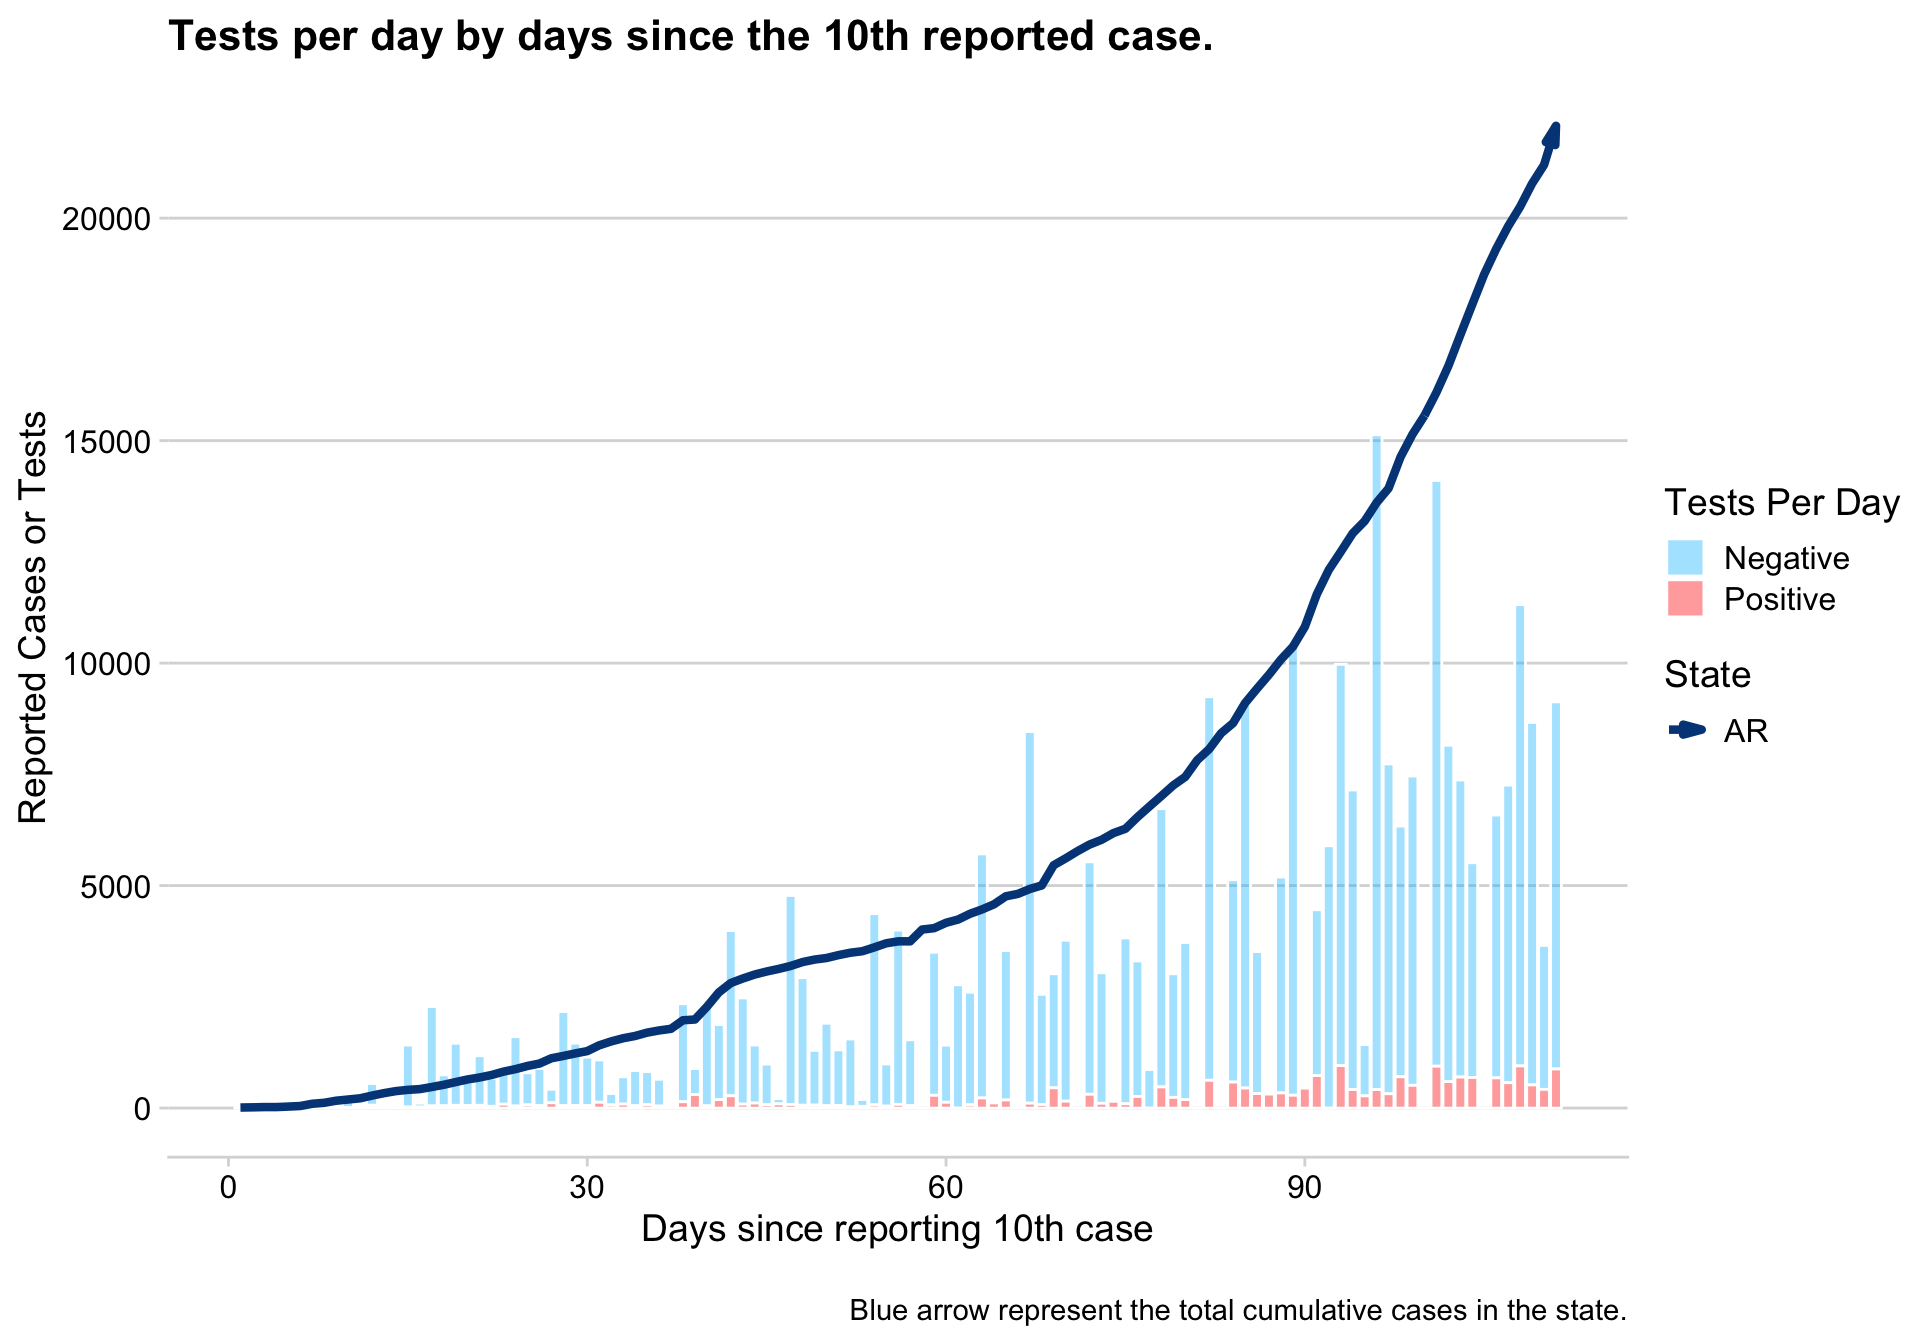 Tests per day by days since the 10th reported case.
20000
15000
10000
5000
0
Reported Cases or Tests
0
30
60
90
Days since reporting 10th case
Tests Per Day
Negative
Positive
State
AR
Blue arrow represent the total cumulative cases in the state.